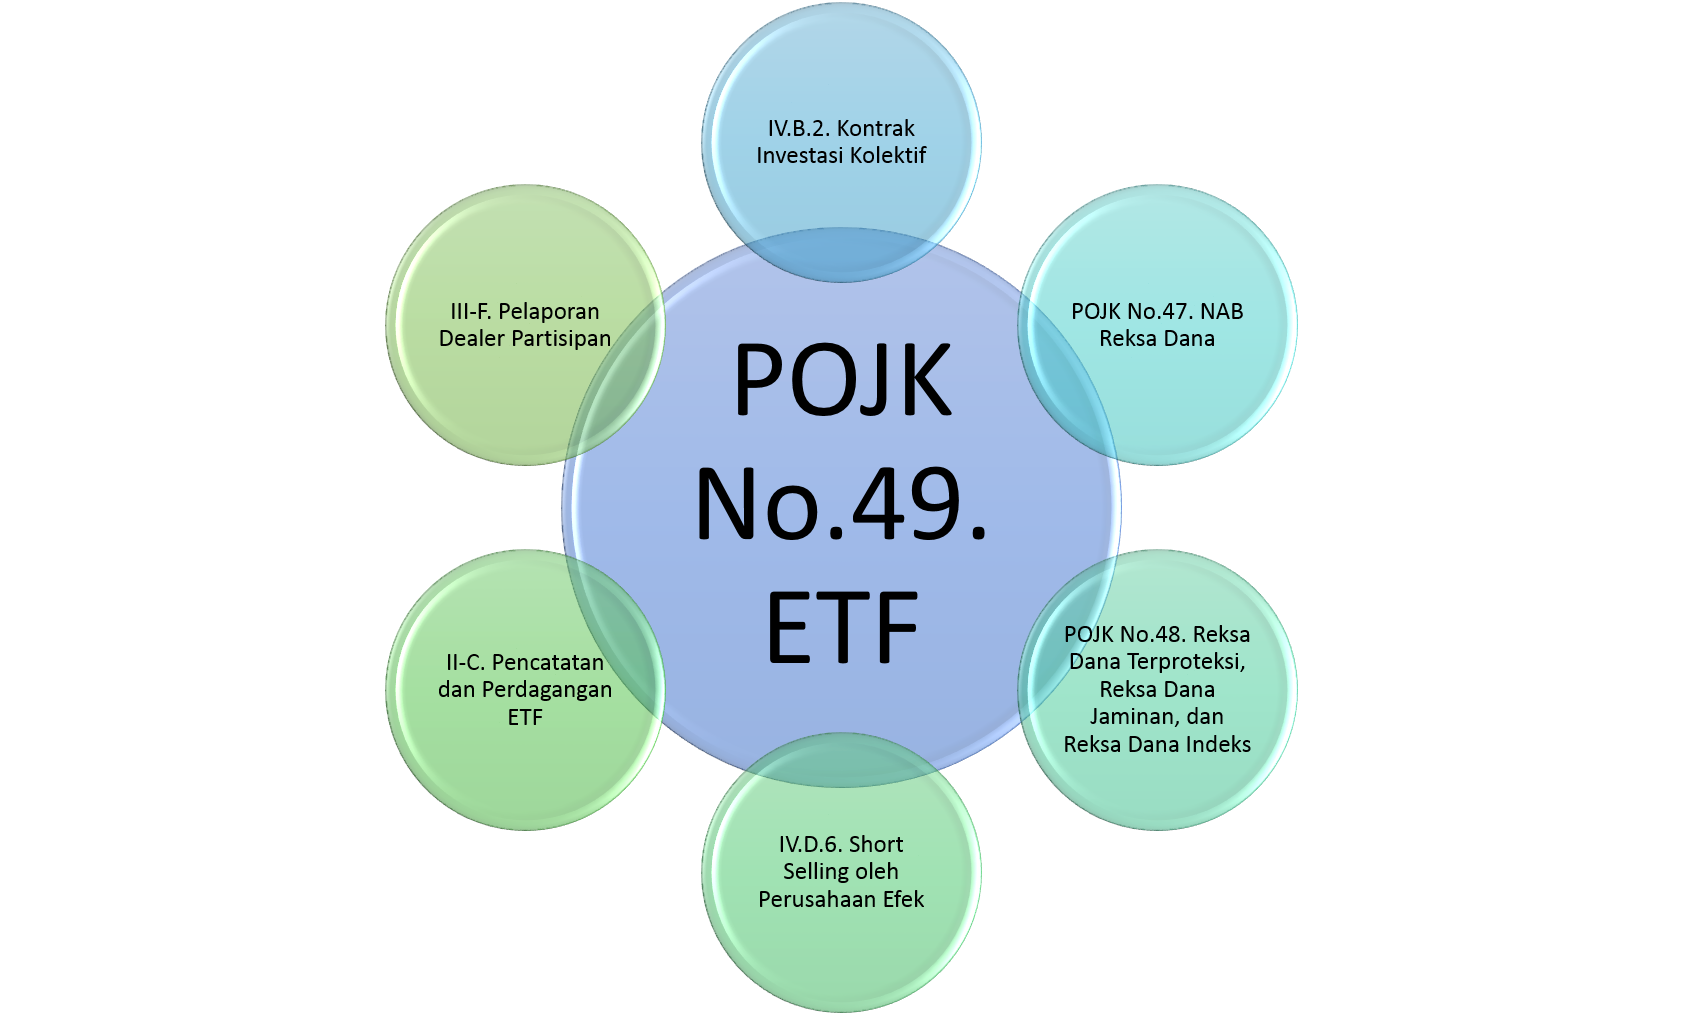 IV.B.2. Kontrak
Investasi Kolektif
POJK No.47. NAB
Reksa Dana
POJK No.48. Reksa
Dana Terproteksi,
Reksa Dana
Jaminan, dan
Reksa Dana Indeks
IV.D.6. Short
Selling oleh
Perusahaan Efek
II-C. Pencatatan
dan Perdagangan
ETF
III-F. Pelaporan
Dealer Partisipan
POJK
No.49.
ETF